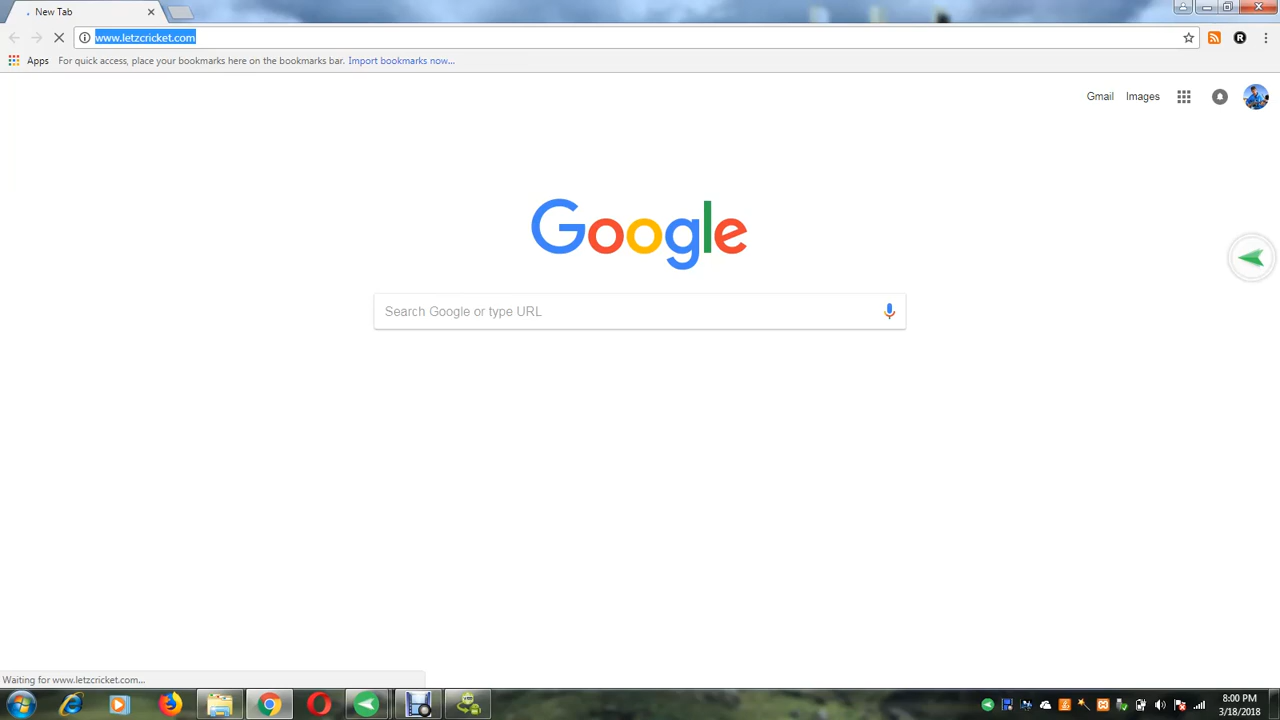 New Tab
www.letzcricket.com
Apps For quick access, place your bookmarks here on the bookmarks bar. Import bookmarks now...
Gmail Images
Google
Search Google or type URL
Waiting for www.letzcricket.com...
8:00 PM
3/18/2018